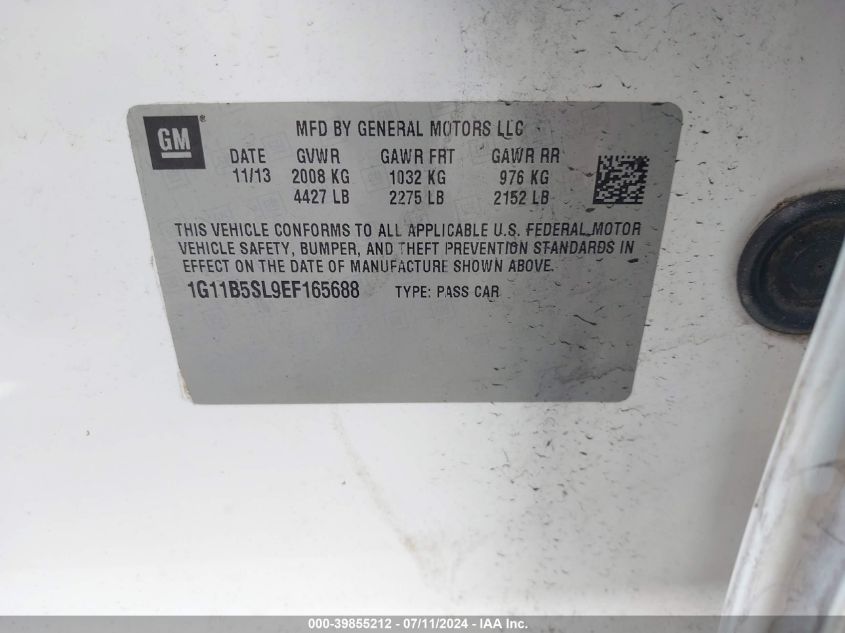 GM ®
MFD BY GENERAL MOTORS LLC
DATE GVWR GAWR FRT GAWR RR
11/13 2008 KG 1032 KG 976 KG
4427 LB 2275 LB 2152 LB
THIS VEHICLE CONFORMS TO ALL APPLICABLE U.S. FEDERAL MOTOR
VEHICLE SAFETY, BUMPER, AND THEFT PREVENTION STANDARDS IN
EFFECT ON THE DATE OF MANUFACTURE SHOWN ABOVE.
1G11B5SL9EF165688 TYPE: PASS CAR
000-39855212 - 07/11/2024 - IAA Inc.